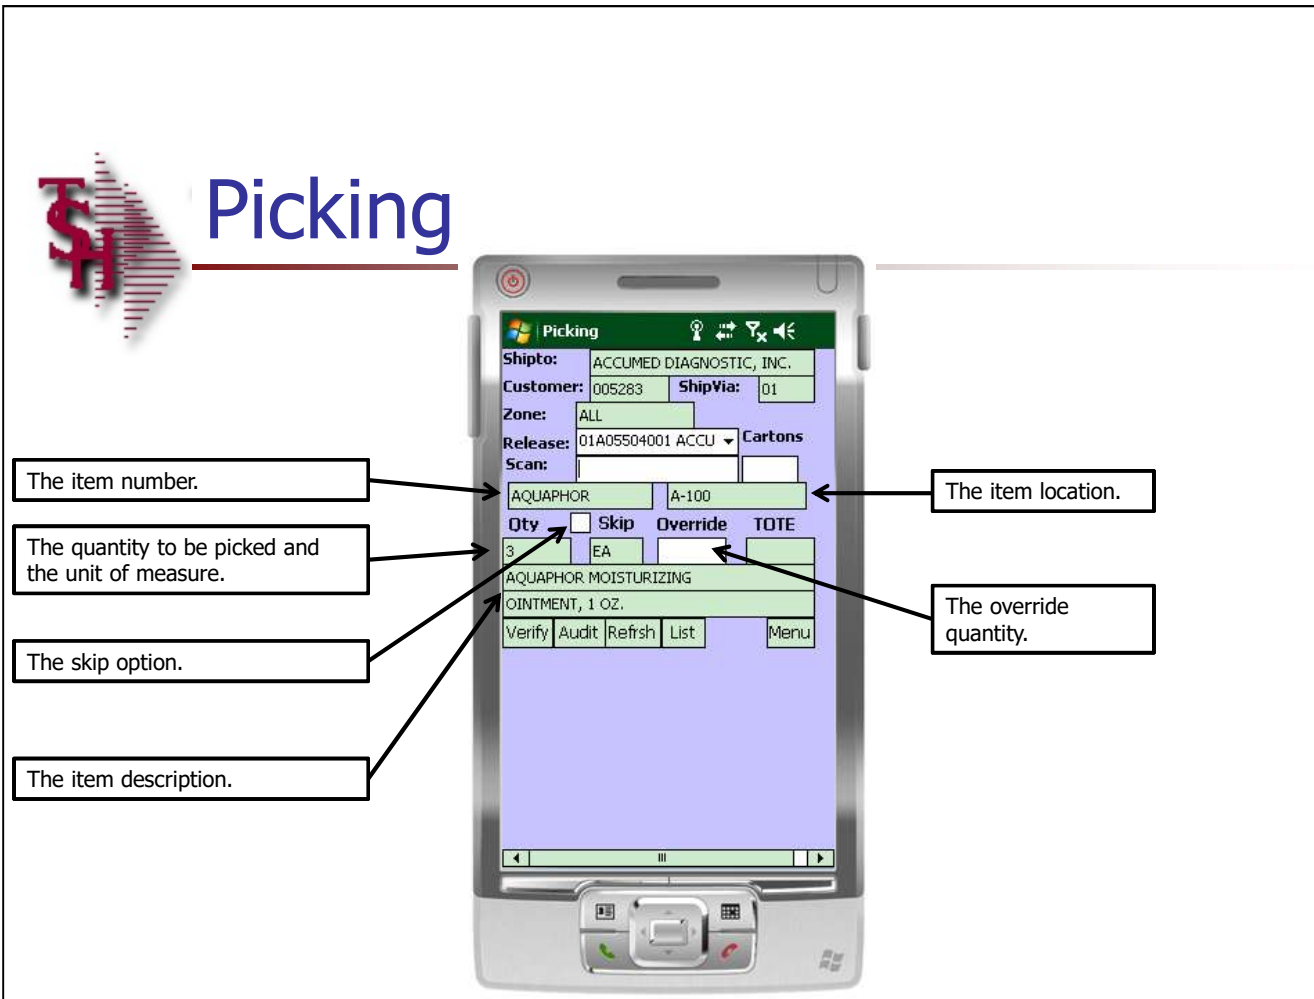 TSH
Picking
Picking
Shipto: ACCUMED DIAGNOSTIC, INC.
Customer: 005283 ShipVia: 01
Zone: ALL
Release: 01A05504001 ACCU Cartons
Scan:
AQUAPHOR A-100
Qty Skip Override TOTE
3 EA
AQUAPHOR MOISTURIZING
OINTMENT, 1 OZ.
Verify Audit Refrsh List Menu
The item number.
The quantity to be picked and
the unit of measure.
The skip option.
The item description.
The item location.
The override
quantity.